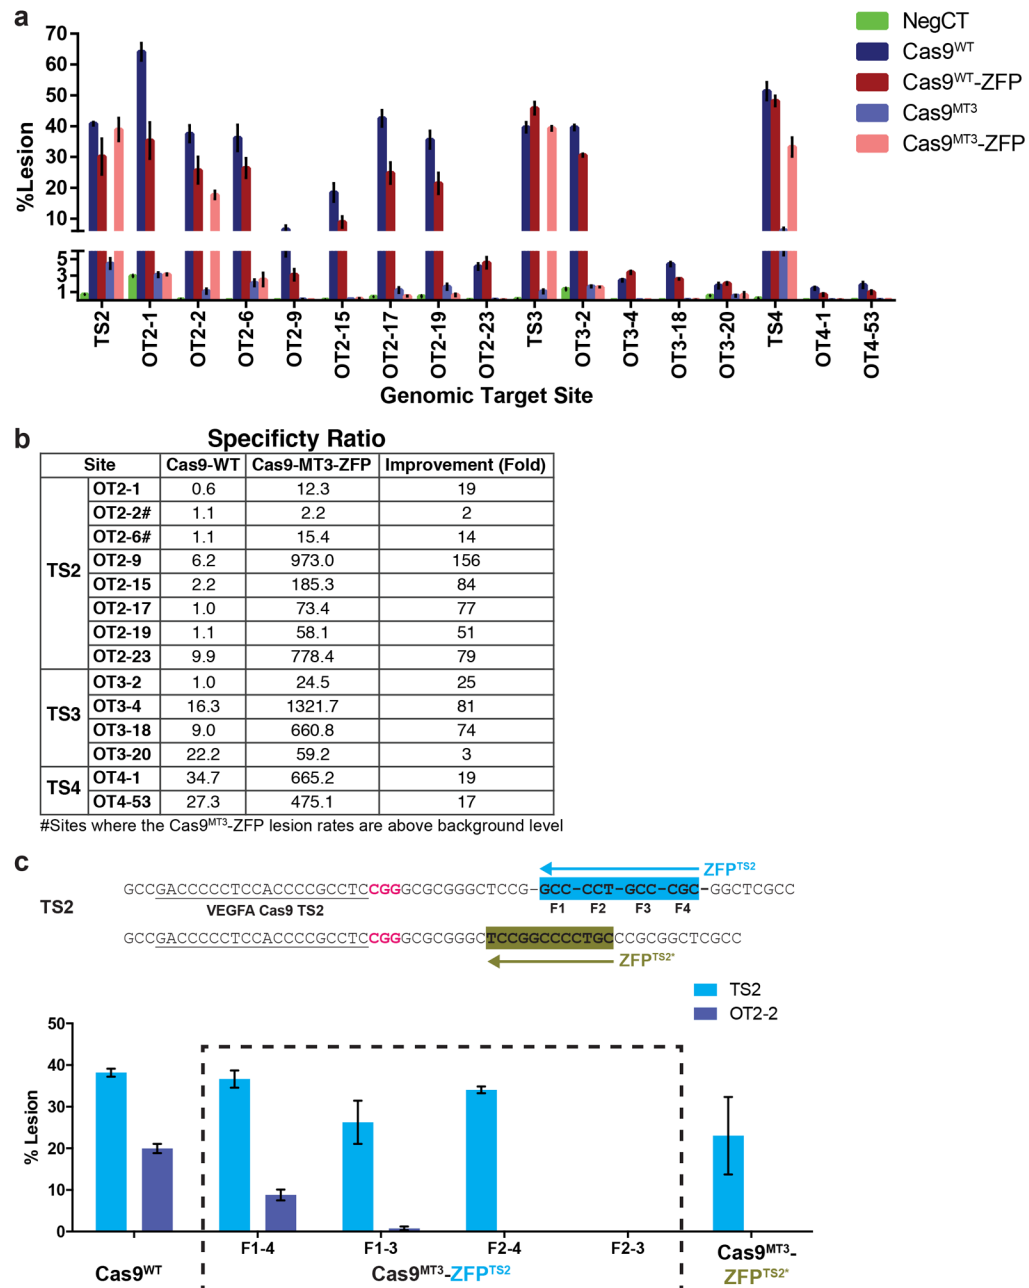 a
%Lesion
70
60
50
40
30
20
10
5
3
1
NegCT
Cas9WT
Cas9WT-ZFP
Cas9MT3
Cas9MT3-ZFP
TS2
OT2-1
OT2-2
OT2-6
OT2-9
OT2-15
OT2-17
OT2-19
OT2-23
TS3
OT3-2
OT3-4
OT3-18
OT3-20
TS4
OT4-1
OT4-53
Genomic Target Site
b
Specificty Ratio
Site Cas9-WT Cas9-MT3-ZFP Improvement (Fold)
TS2
OT2-1 0.6 12.3 19
OT2-2# 1.1 2.2 2
OT2-6# 1.1 15.4 14
OT2-9 6.2 973.0 156
OT2-15 2.2 185.3 84
OT2-17 1.0 73.4 77
OT2-19 1.1 58.1 51
OT2-23 9.9 778.4 79
TS3
OT3-2 1.0 24.5 25
OT3-4 16.3 1321.7 81
OT3-18 9.0 660.8 74
OT3-20 22.2 59.2 3
TS4
OT4-1 34.7 665.2 19
OT4-53 27.3 475.1 17
#Sites where the Cas9MT3-ZFP lesion rates are above background level
c
ZFPTS2
TS2
GCCGACCCCCTCCACCCCGCCTCCGGGCGCGGGCTCCG-GCC-CCT-GCC-CGC-GGCTCGCC
VEGFA Cas9 TS2
F1 F2 F3 F4
GCCGACCCCCTCCACCCCGCCTCCGGGCGCGGGCTCCGGCCCCTGCCCGCGGCTCGCC
ZFPTS2*
TS2
OT2-2
% Lesion
50
40
30
20
10
0
F1-4
F1-3
F2-4
F2-3
Cas9WT
Cas9MT3-ZFPTS2
Cas9MT3-
ZFPTS2*